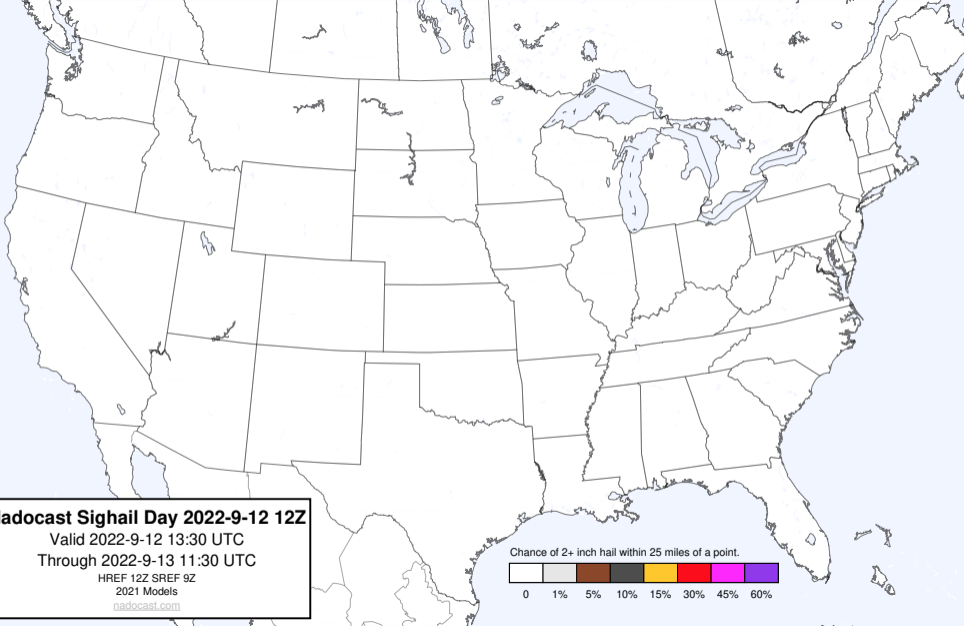 adocast Sighail Day 2022-9-12 12Z
Valid 2022-9-12 13:30 UTC
Through 2022-9-13 11:30 UTC
HREF 12Z SREF 9Z
2021 Models
nadocast.com
Chance of 2+ inch hail within 25 miles of a point.
0 1% 5% 10% 15% 30% 45% 60%